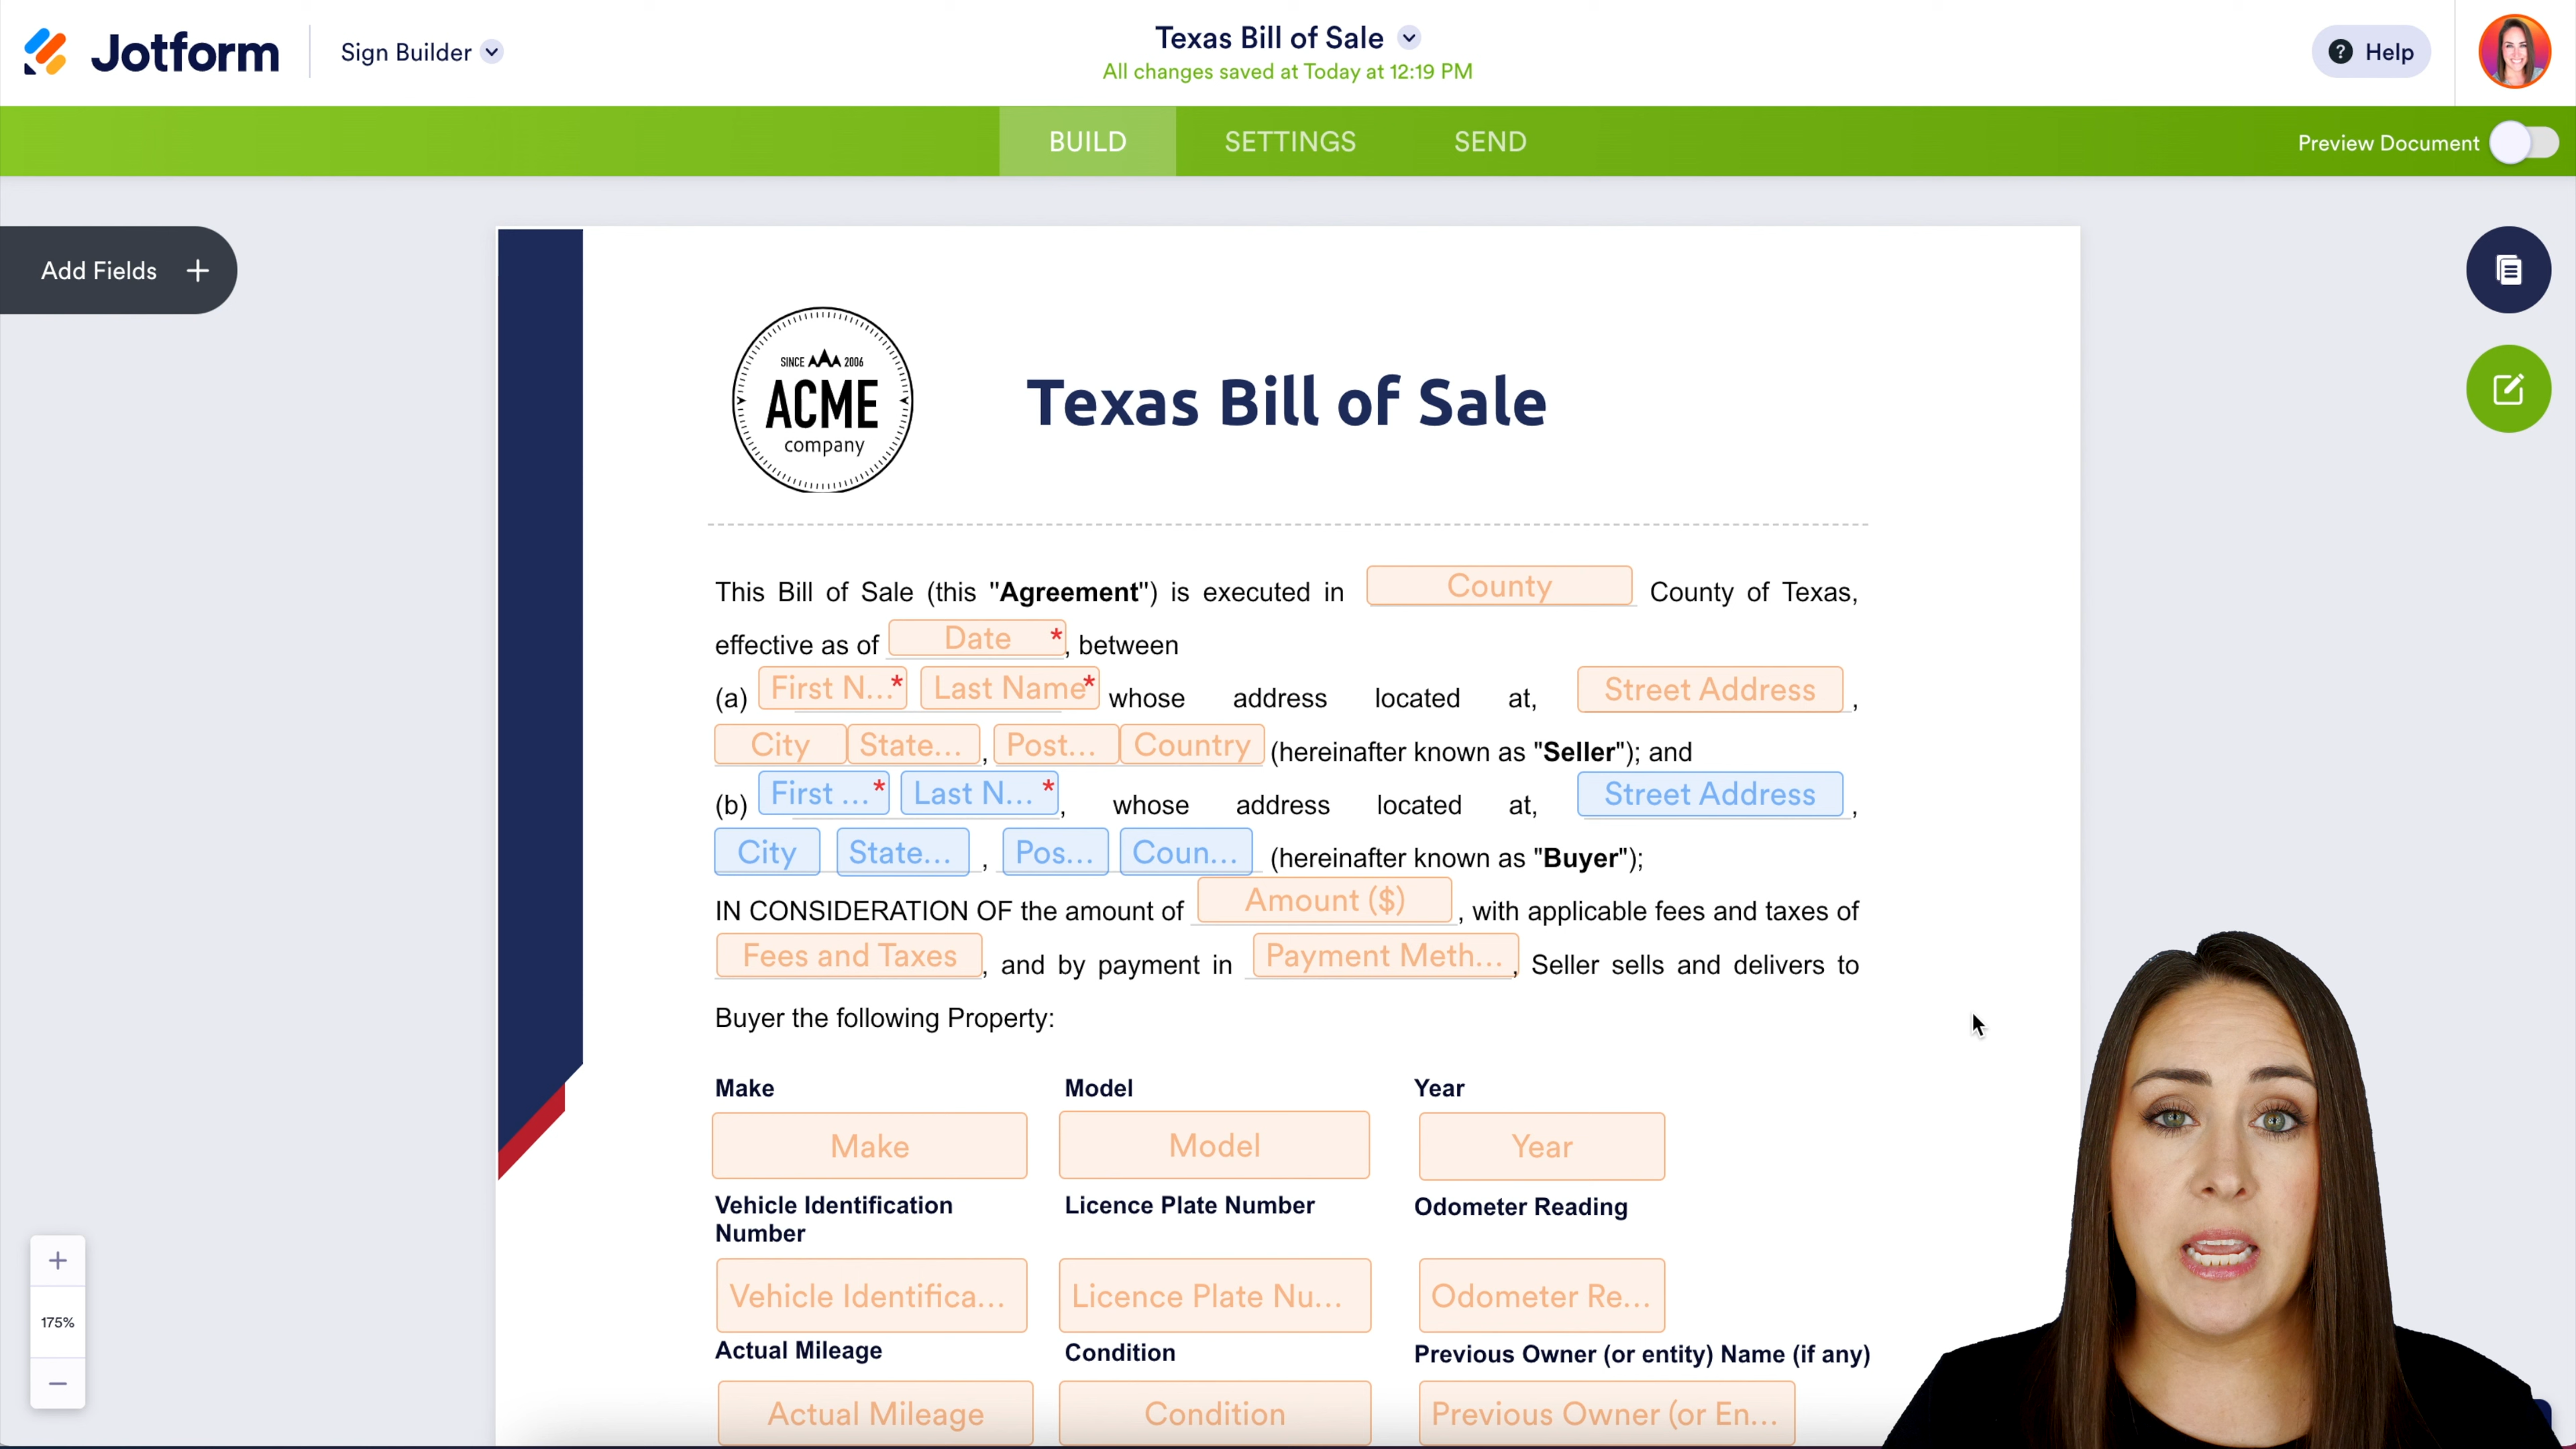 Jotform
Sign Builder
Texas Bill of Sale
All changes saved at Today at 12:19 PM
? Help
BUILD
SETTINGS
SEND
Preview Document
Add Fields +
SINCE 2006
ACME
company
Texas Bill of Sale
This Bill of Sale (this "Agreement") is executed in County County of Texas,
effective as of Date *, between
(a) First N...* Last Name* whose address located at, Street Address ,
City State... , Post... Country (hereinafter known as "Seller"); and
(b) First ... * Last N... *, whose address located at, Street Address ,
City State... , Pos... Coun... (hereinafter known as "Buyer");
IN CONSIDERATION OF the amount of Amount ($) , with applicable fees and taxes of
Fees and Taxes , and by payment in Payment Meth... , Seller sells and delivers to
Buyer the following Property:
Make Model Year
Make Model Year
Vehicle Identification Number Licence Plate Number Odometer Reading
Vehicle Identifica... Licence Plate Nu... Odometer Re...
Actual Mileage Condition Previous Owner (or entity) Name (if any)
Actual Mileage Condition Previous Owner (or En...
+
175%
−